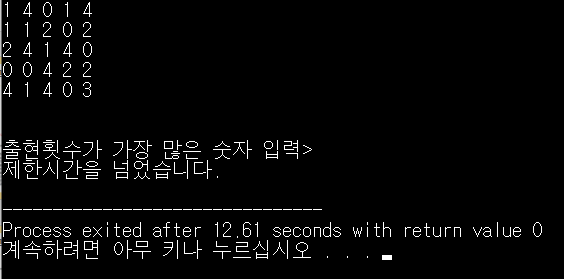 1 4 0 1 4
1 1 2 0 2
2 4 1 4 0
0 0 4 2 2
4 1 4 0 3
출현횟수가 가장 많은 숫자 입력>
제한시간을 넘었습니다.
--------------------------------
Process exited after 12.61 seconds with return value 0
계속하려면 아무 키나 누르십시오 . . .